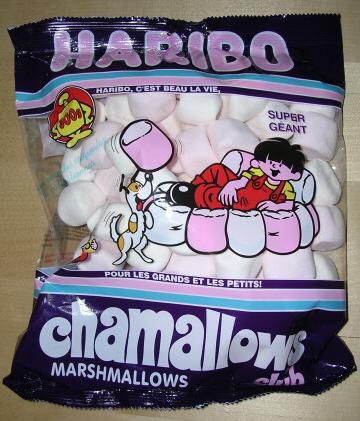 HARIBO
HARIBO, C'EST BEAU LA VIE,
SUPER
GÉANT
POUR LES GRANDS ET LES PETITS!
chamallows
MARSHMALLOWS
club